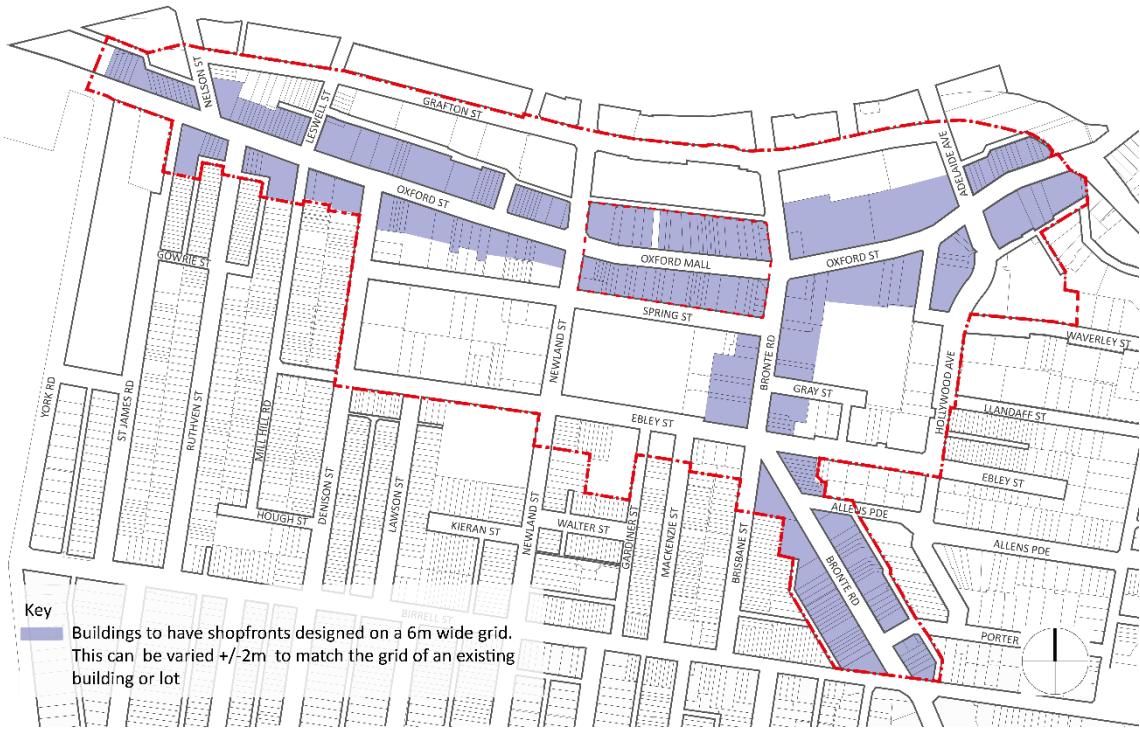 NELSON ST
LESWELL ST
GRAFTON ST
ADELAIDE AVE
OXFORD ST
OXFORD MALL
OXFORD ST
GOWRIE ST
SPRING ST
WAVERLEY ST
NEWLAND ST
BRONTE RD
HOLLYWOOD AVE
GRAY ST
YORK RD
ST JAMES RD
RUTHVEN ST
MILL HILL RD
EBLEY ST
LLANDAFF ST
DENISON ST
LAWSON ST
EBLEY ST
HOUGH ST
KIERAN ST
NEWLAND ST
WALTER ST
GARDINER ST
MACKENZIE ST
BRISBANE ST
ALLENS PDE
ALLENS PDE
BRONTE RD
BIRRELL ST
PORTER
Key
Buildings to have shopfronts designed on a 6m wide grid.
This can be varied +/-2m to match the grid of an existing
building or lot